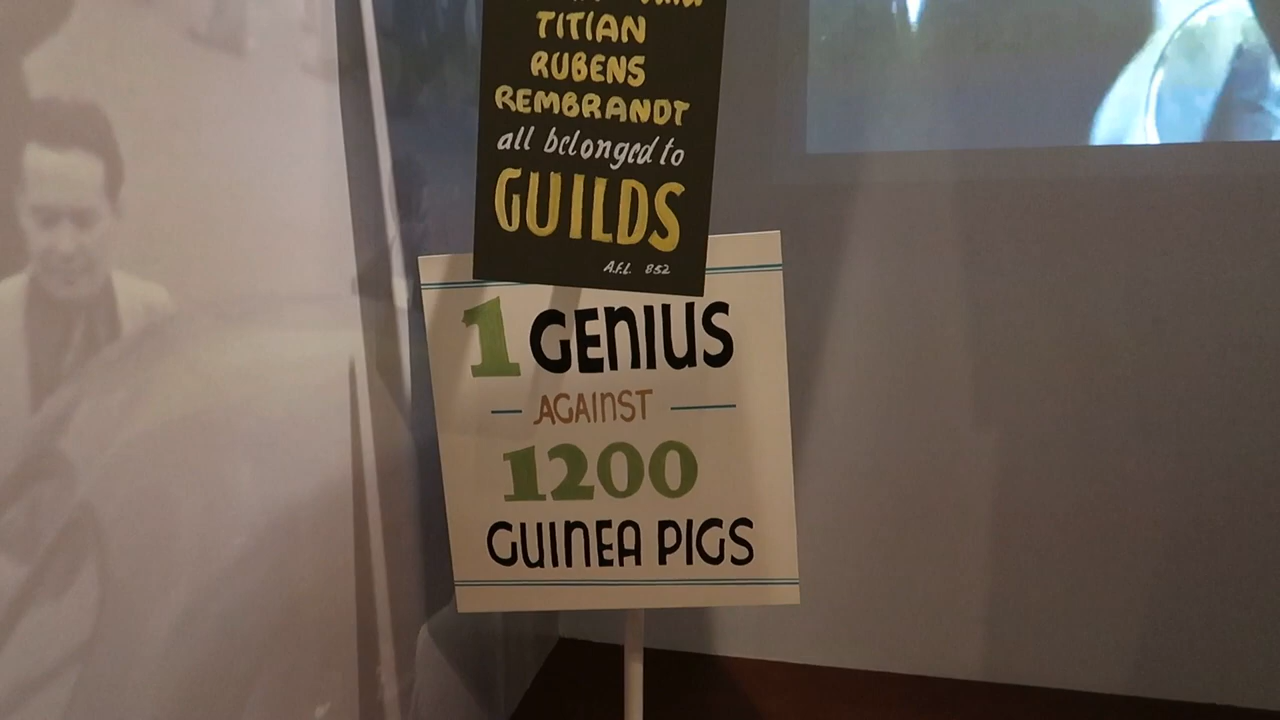 TITIAN
RUBENS
REMBRANDT
all belonged to
GUILDS
A.F.L. 852
1 GENIUS
AGAINST
1200
GUINEA PIGS